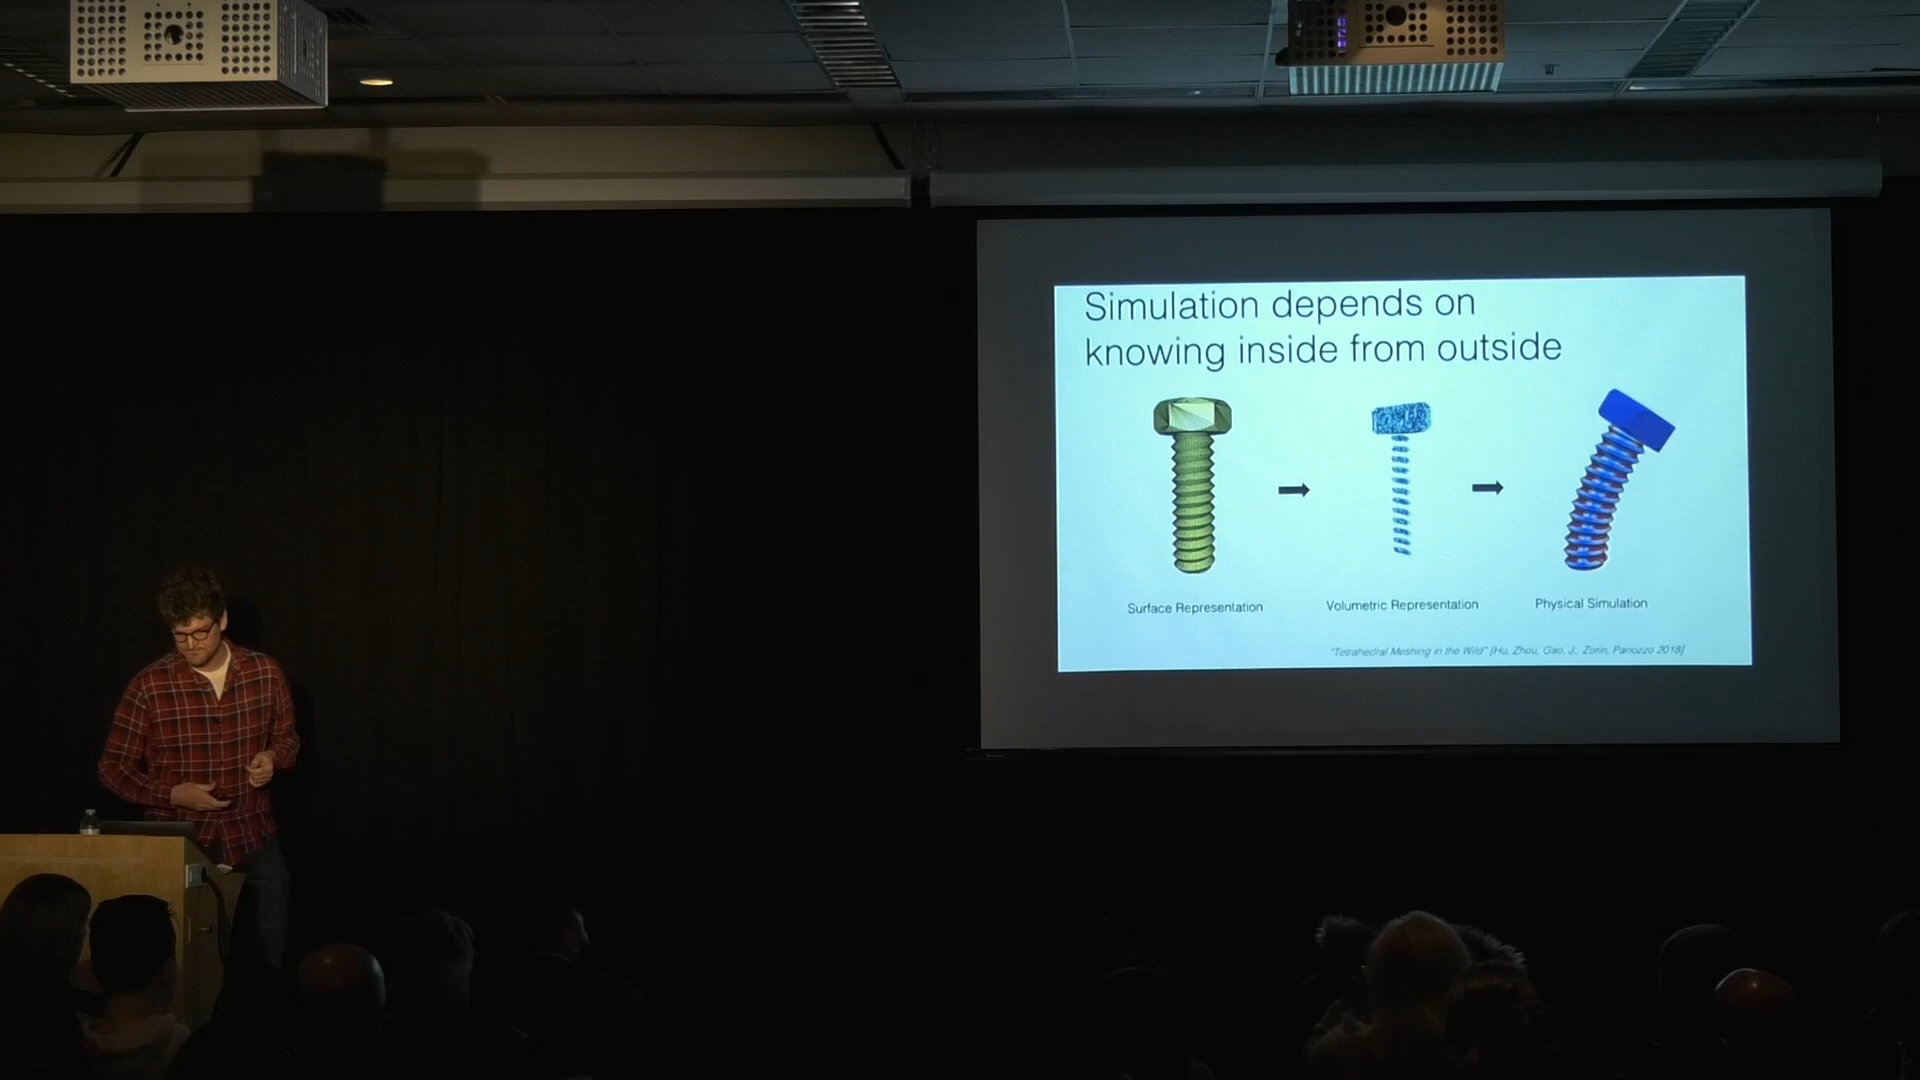 Simulation depends on
knowing inside from outside
Surface Representation
Volumetric Representation
Physical Simulation
"Tetrahedral Meshing in the Wild" [Hu, Zhou, Gao, J., Zorin, Panozzo 2018]